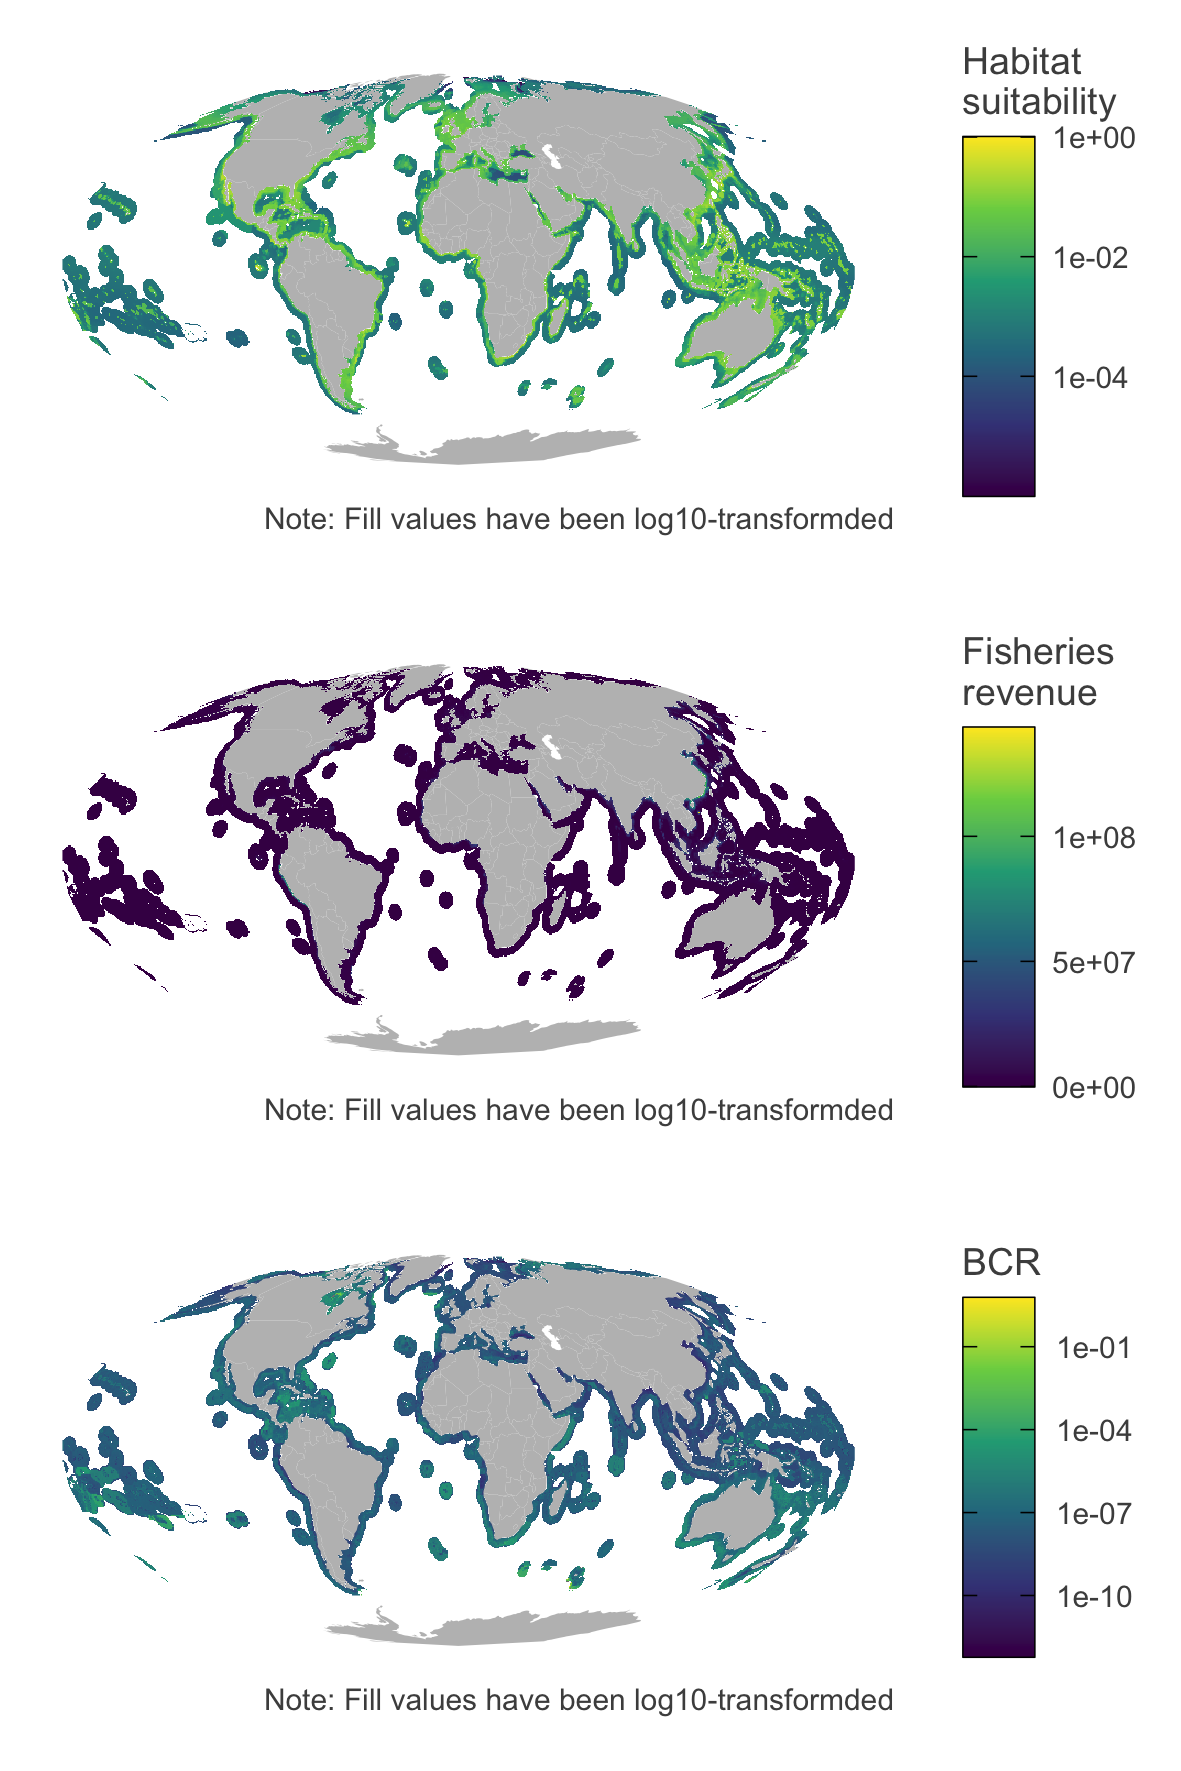 Habitat
suitability
1e+00
1e-02
1e-04
Note: Fill values have been log10-transformded
Fisheries
revenue
1e+08
5e+07
0e+00
Note: Fill values have been log10-transformded
BCR
1e-01
1e-04
1e-07
1e-10
Note: Fill values have been log10-transformded